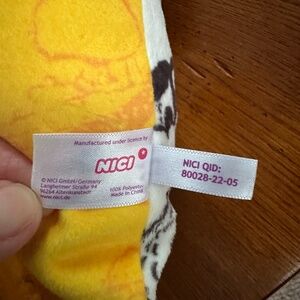 Manufactured under licence by
NICI
© NICI GmbH/Germany
Langheimer Straße 94
96264 Altenkunstadt
www.nici.de
100% Polyester
Made in China
NICI QID:
80028-22-05